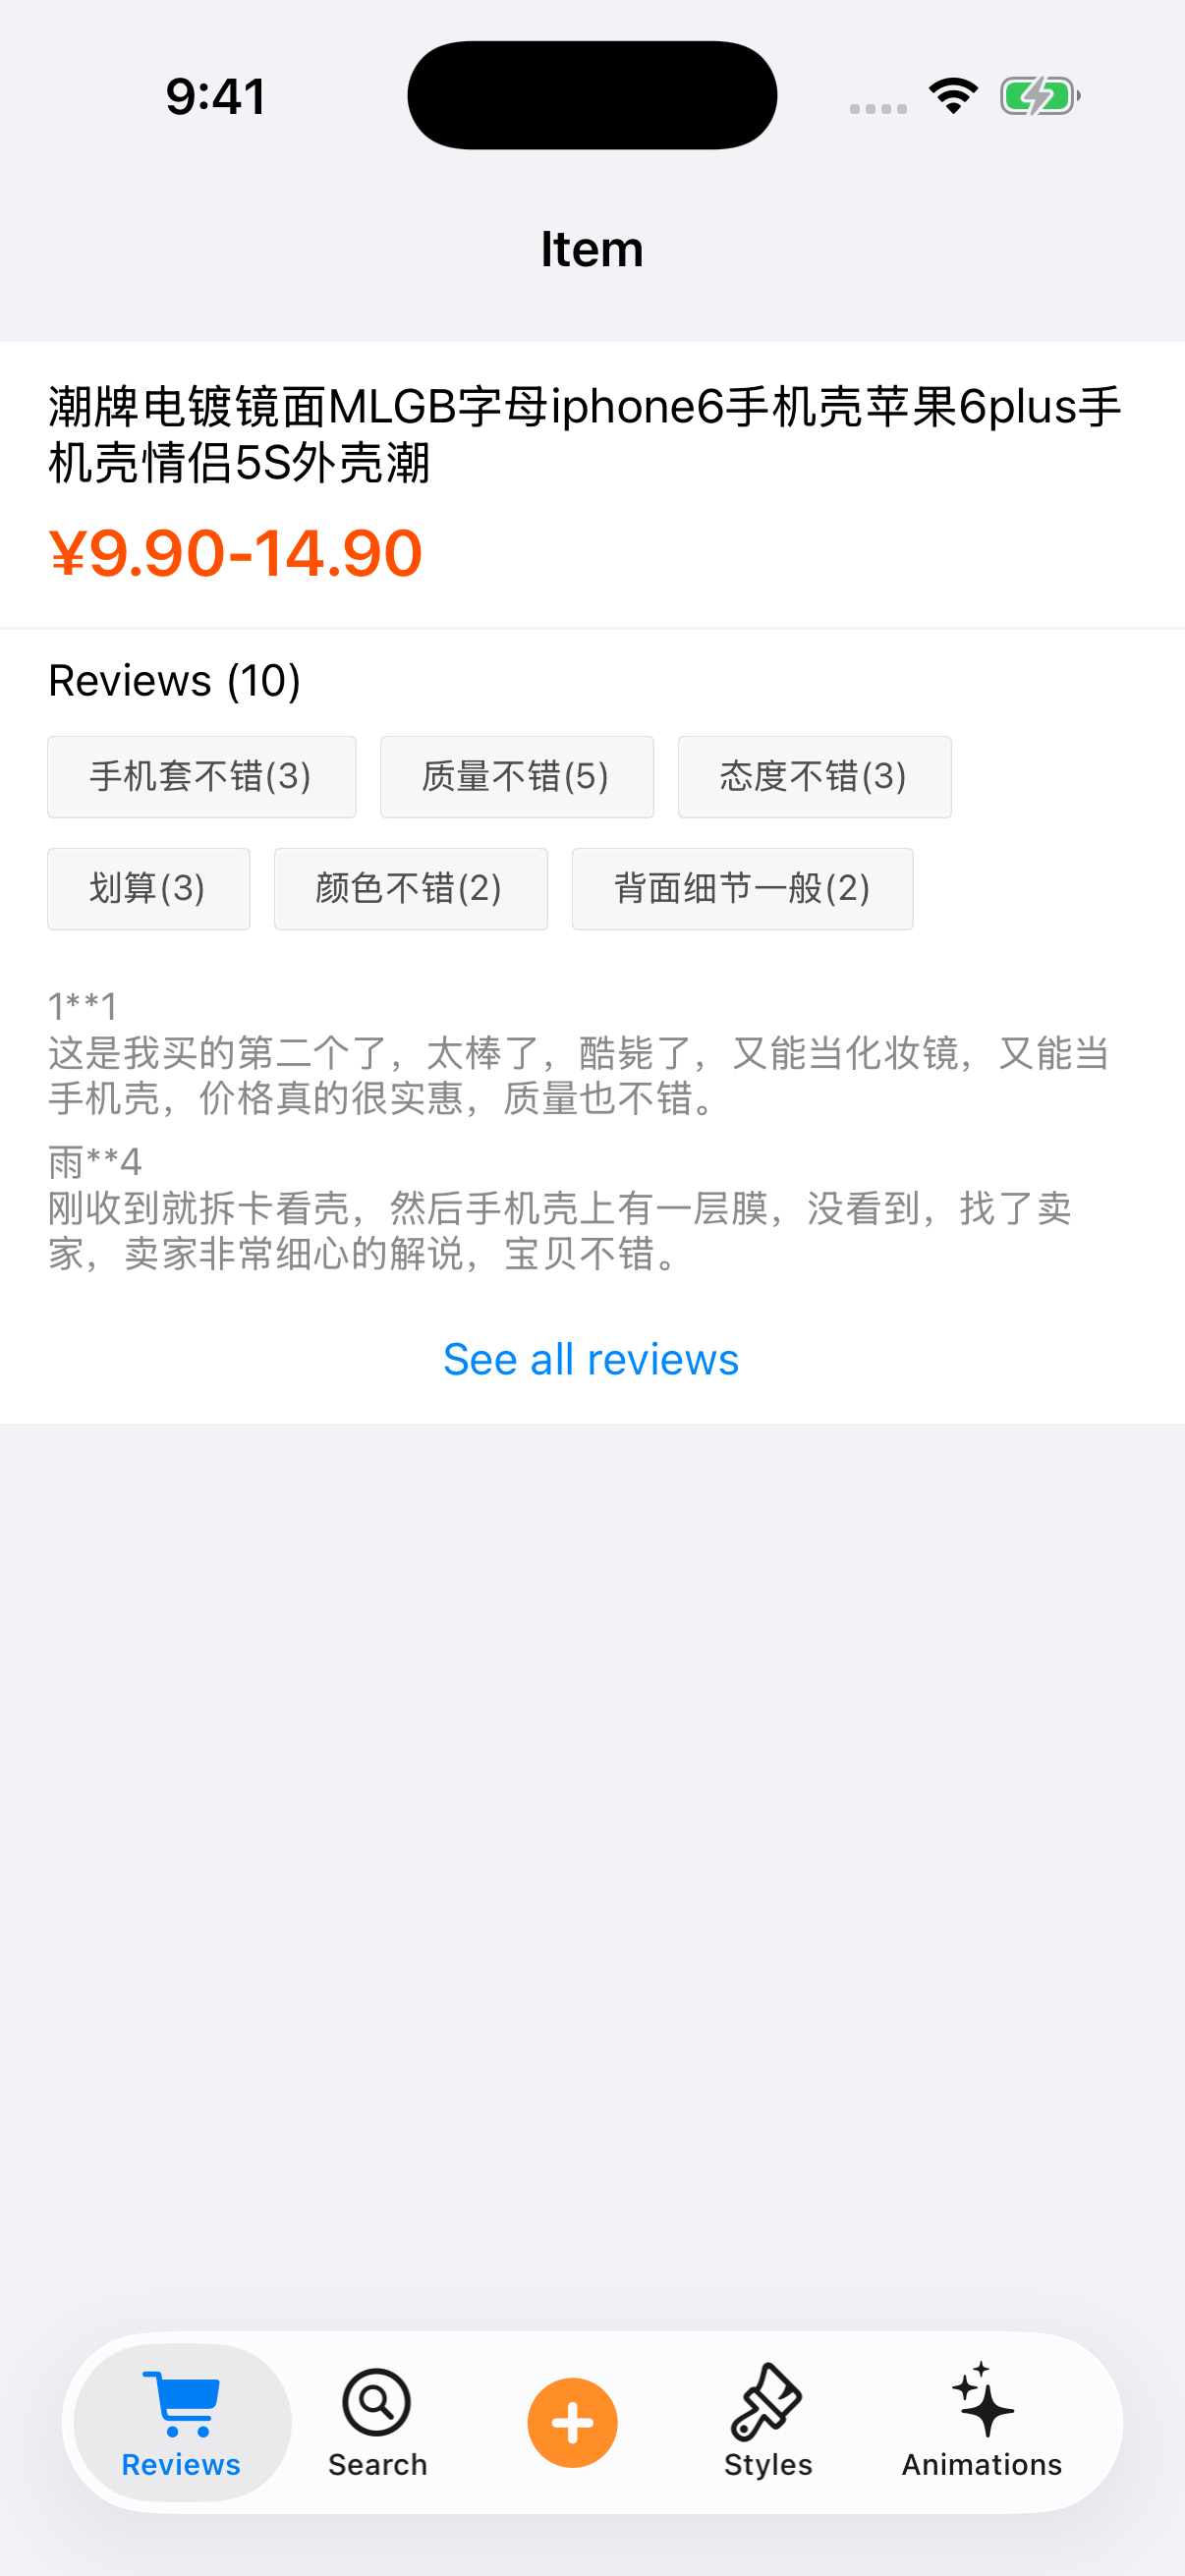 9:41
Item
潮牌电镀镜面MLGB字母iphone6手机壳苹果6plus手
机壳情侣5S外壳潮
¥9.90-14.90
Reviews (10)
手机套不错(3) 质量不错(5) 态度不错(3)
划算(3) 颜色不错(2) 背面细节一般(2)
1**1
这是我买的第二个了，太棒了，酷毙了，又能当化妆镜，又能当
手机壳，价格真的很实惠，质量也不错。
雨**4
刚收到就拆卡看壳，然后手机壳上有一层膜，没看到，找了卖
家，卖家非常细心的解说，宝贝不错。
See all reviews
Reviews Search Styles Animations